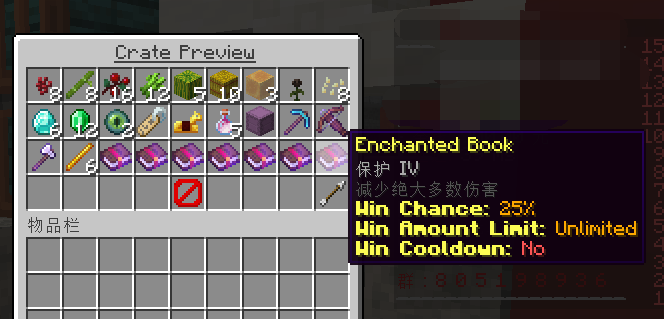 Crate Preview
8 8 16 12 5 10 3 8
6 12 2 5
6
Enchanted Book
保护 IV
减少绝大多数伤害
Win Chance: 25%
Win Amount Limit: Unlimited
Win Cooldown: No
物品栏